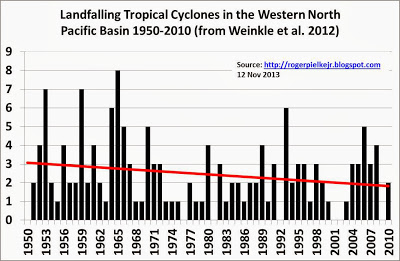 Landfalling Tropical Cyclones in the Western North
Pacific Basin 1950-2010 (from Weinkle et al. 2012)
Source: http://rogerpielkejr.blogspot.com
12 Nov 2013
9
8
7
6
5
4
3
2
1
0
1950 1953 1956 1959 1962 1965 1968 1971 1974 1977 1980 1983 1986 1989 1992 1995 1998 2001 2004 2007 2010